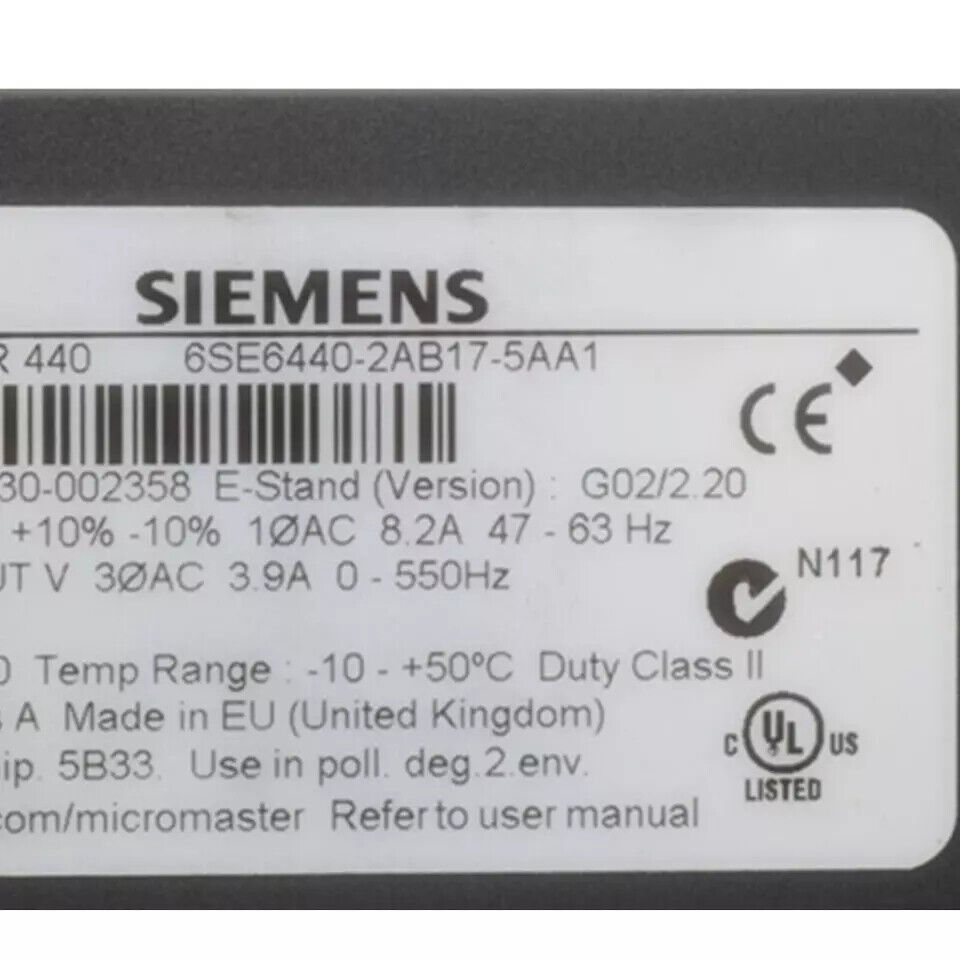 SIEMENS
R 440 6SE6440-2AB17-5AA1
CE
30-002358 E-Stand (Version) : G02/2.20
+10% -10% 1ØAC 8.2A 47 - 63 Hz
N117
UT V 3ØAC 3.9A 0 - 550Hz
0 Temp Range : -10 - +50ºC Duty Class II
A Made in EU (United Kingdom)
C UL US
LISTED
ip. 5B33. Use in poll. deg.2.env.
com/micromaster Refer to user manual